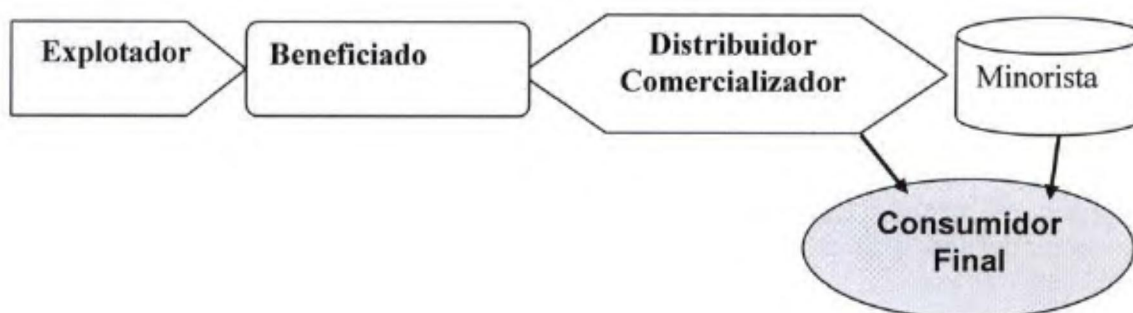 Explotador
Beneficiado
Distribuidor
Comercializador
Minorista
Consumidor
Final